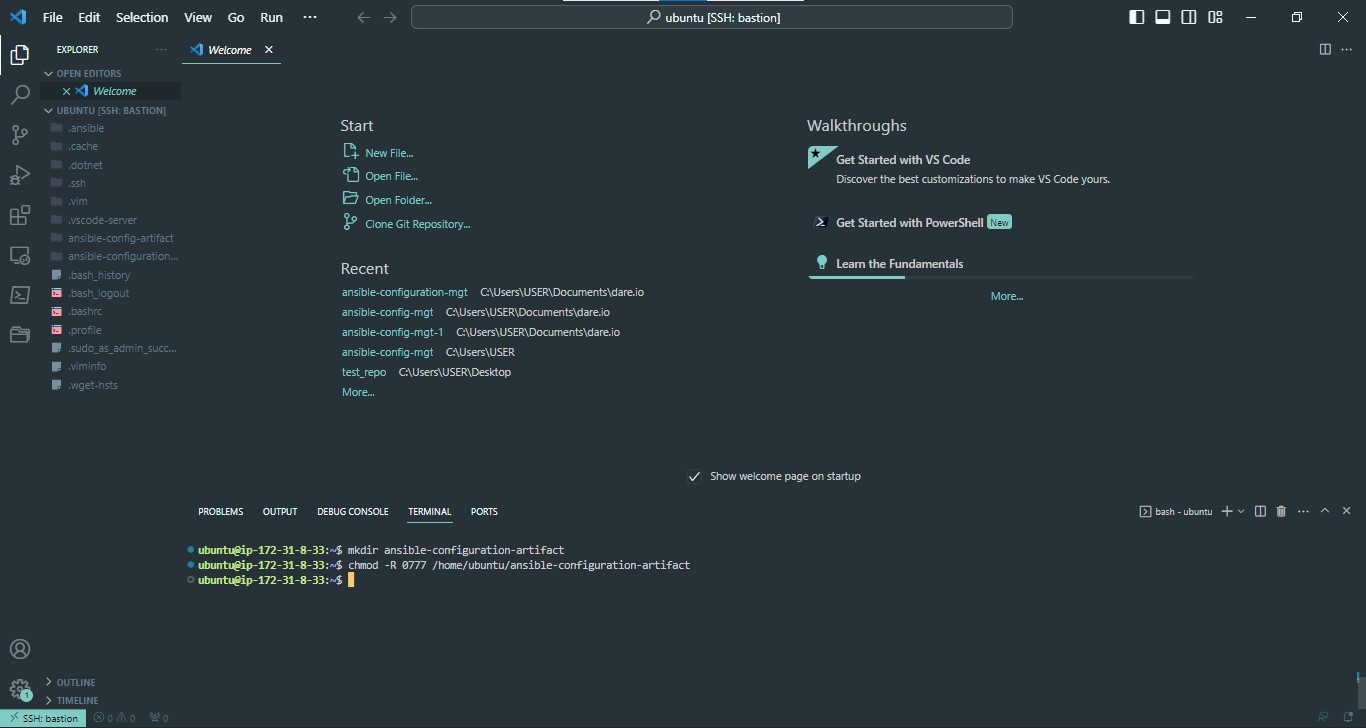 File Edit Selection View Go Run ···
ubuntu [SSH: bastion]
EXPLORER ···
Welcome
OPEN EDITORS
Welcome
UBUNTU [SSH: BASTION]
.ansible
.cache
.dotnet
.ssh
.vim
.vscode-server
ansible-config-artifact
ansible-configuration...
.bash_history
.bash_logout
.bashrc
.profile
.sudo_as_admin_succ...
.viminfo
.wget-hsts
OUTLINE
TIMELINE
Start
New File...
Open File...
Open Folder...
Clone Git Repository...
Recent
ansible-configuration-mgt C:\Users\USER\Documents\dare.io
ansible-config-mgt C:\Users\USER\Documents\dare.io
ansible-config-mgt-1 C:\Users\USER\Documents\dare.io
ansible-config-mgt C:\Users\USER
test_repo C:\Users\USER\Desktop
More...
Walkthroughs
Get Started with VS Code
Discover the best customizations to make VS Code yours.
Get Started with PowerShell New
Learn the Fundamentals
More...
Show welcome page on startup
PROBLEMS OUTPUT DEBUG CONSOLE TERMINAL PORTS
bash - ubuntu
ubuntu@ip-172-31-8-33:~$ mkdir ansible-configuration-artifact
ubuntu@ip-172-31-8-33:~$ chmod -R 0777 /home/ubuntu/ansible-configuration-artifact
ubuntu@ip-172-31-8-33:~$
1
SSH: bastion 0 0 0